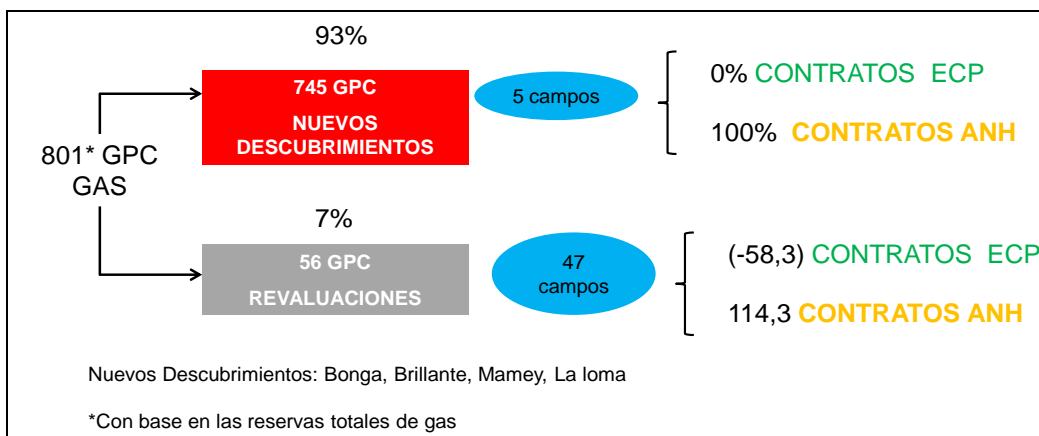 93%
745 GPC
NUEVOS
DESCUBRIMIENTOS
5 campos
0% CONTRATOS ECP
100% CONTRATOS ANH
801* GPC
GAS
7%
56 GPC
REVALUACIONES
47
campos
(-58,3) CONTRATOS ECP
114,3 CONTRATOS ANH
Nuevos Descubrimientos: Bonga, Brillante, Mamey, La loma
*Con base en las reservas totales de gas